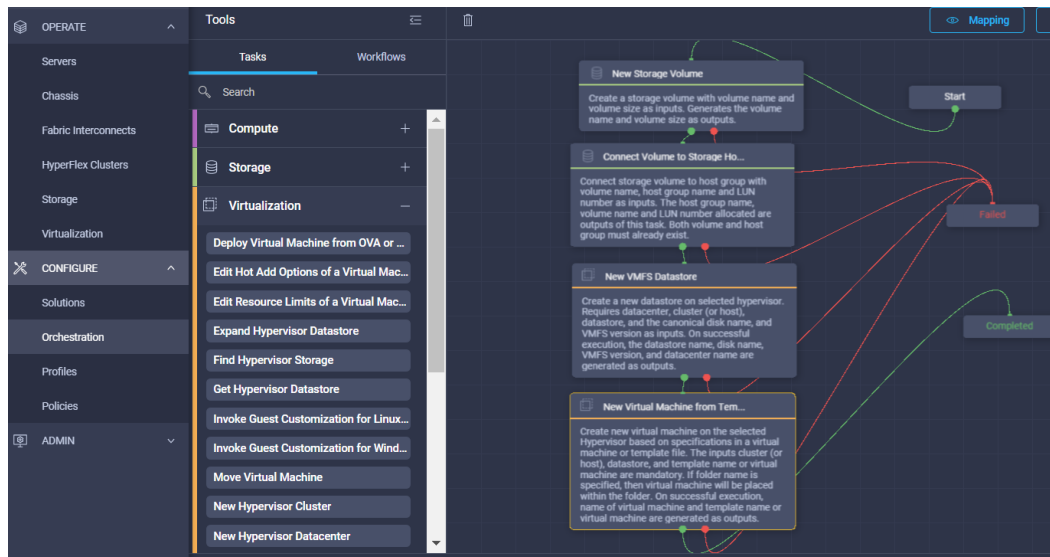 OPERATE
Servers
Chassis
Fabric Interconnects
HyperFlex Clusters
Storage
Virtualization
CONFIGURE
Solutions
Orchestration
Profiles
Policies
ADMIN
Tools
Tasks
Workflows
Search
Compute
Storage
Virtualization
Deploy Virtual Machine from OVA or ...
Edit Hot Add Options of a Virtual Mac...
Edit Resource Limits of a Virtual Mac...
Expand Hypervisor Datastore
Find Hypervisor Storage
Get Hypervisor Datastore
Invoke Guest Customization for Linux...
Invoke Guest Customization for Wind...
Move Virtual Machine
New Hypervisor Cluster
New Hypervisor Datacenter
Mapping
New Storage Volume
Create a storage volume with volume name and
volume size as inputs. Generates the volume
name and volume size as outputs.
Start
Connect Volume to Storage Ho...
Connect storage volume to host group with
volume name, host group name and LUN
number as inputs. The host group name,
volume name and LUN number allocated are
outputs of this task. Both volume and host
group must already exist.
Failed
New VMFS Datastore
Create a new datastore on selected hypervisor.
Requires datacenter, cluster (or host),
datastore, and the canonical disk name, and
VMFS version as inputs. On successful
execution, the datastore name, disk name,
VMFS version, and datacenter name are
generated as outputs.
Completed
New Virtual Machine from Tem...
Create new virtual machine on the selected
Hypervisor based on specifications in a virtual
machine or template file. The inputs cluster (or
host), datastore, and template name or virtual
machine are mandatory. If folder name is
specified, then virtual machine will be placed
within the folder. On successful execution,
name of virtual machine and template name or
virtual machine are generated as outputs.